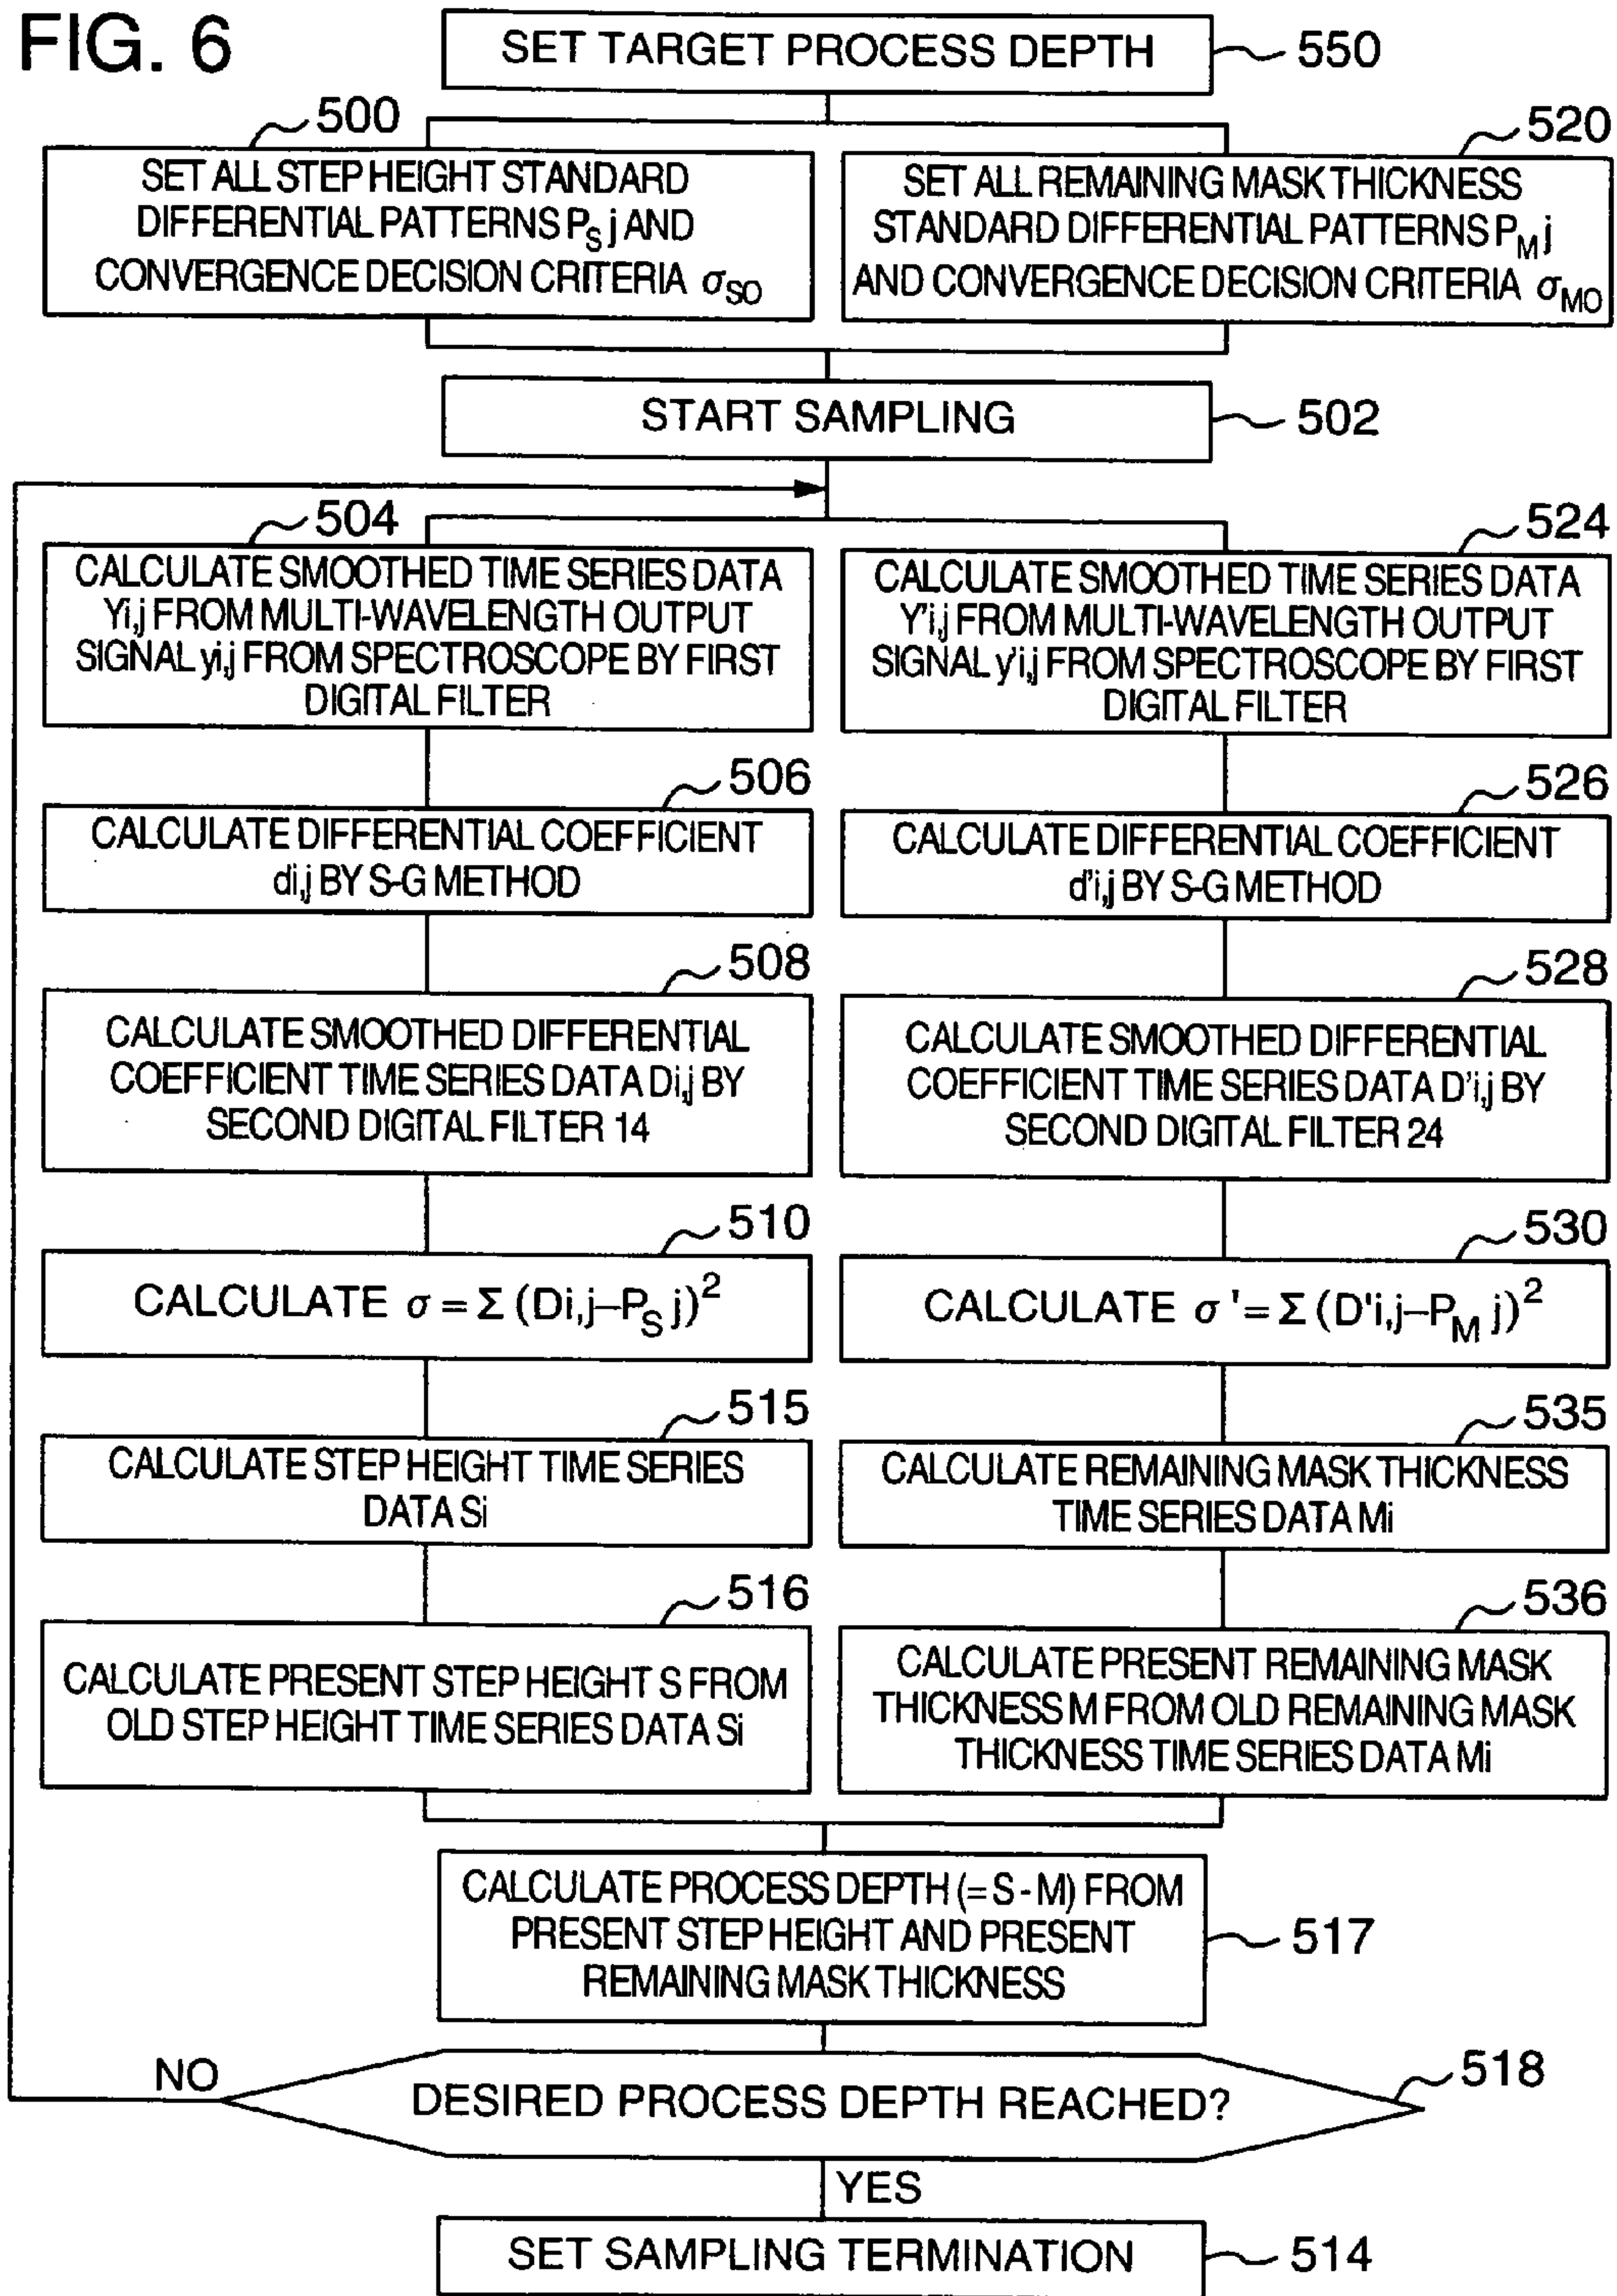 FIG. 6
SET TARGET PROCESS DEPTH
550
500
SET ALL STEP HEIGHT STANDARD
DIFFERENTIAL PATTERNS PS j AND
CONVERGENCE DECISION CRITERIA σSO
520
SET ALL REMAINING MASK THICKNESS
STANDARD DIFFERENTIAL PATTERNS PM j
AND CONVERGENCE DECISION CRITERIA σMO
START SAMPLING
502
504
CALCULATE SMOOTHED TIME SERIES DATA
Yi,j FROM MULTI-WAVELENGTH OUTPUT
SIGNAL yi,j FROM SPECTROSCOPE BY FIRST
DIGITAL FILTER
524
CALCULATE SMOOTHED TIME SERIES DATA
Y'i,j FROM MULTI-WAVELENGTH OUTPUT
SIGNAL y'i,j FROM SPECTROSCOPE BY FIRST
DIGITAL FILTER
506
CALCULATE DIFFERENTIAL COEFFICIENT
di,j BY S-G METHOD
526
CALCULATE DIFFERENTIAL COEFFICIENT
d'i,j BY S-G METHOD
508
CALCULATE SMOOTHED DIFFERENTIAL
COEFFICIENT TIME SERIES DATA Di,j BY
SECOND DIGITAL FILTER 14
528
CALCULATE SMOOTHED DIFFERENTIAL
COEFFICIENT TIME SERIES DATA D'i,j BY
SECOND DIGITAL FILTER 24
510
CALCULATE σ = Σ (Di,j–PS j)²
530
CALCULATE σ '= Σ (D'i,j–PM j)²
515
CALCULATE STEP HEIGHT TIME SERIES
DATA Si
535
CALCULATE REMAINING MASK THICKNESS
TIME SERIES DATA Mi
516
CALCULATE PRESENT STEP HEIGHT S FROM
OLD STEP HEIGHT TIME SERIES DATA Si
536
CALCULATE PRESENT REMAINING MASK
THICKNESS M FROM OLD REMAINING MASK
THICKNESS TIME SERIES DATA Mi
CALCULATE PROCESS DEPTH (= S - M) FROM
PRESENT STEP HEIGHT AND PRESENT
REMAINING MASK THICKNESS
517
NO
DESIRED PROCESS DEPTH REACHED?
518
YES
SET SAMPLING TERMINATION
514